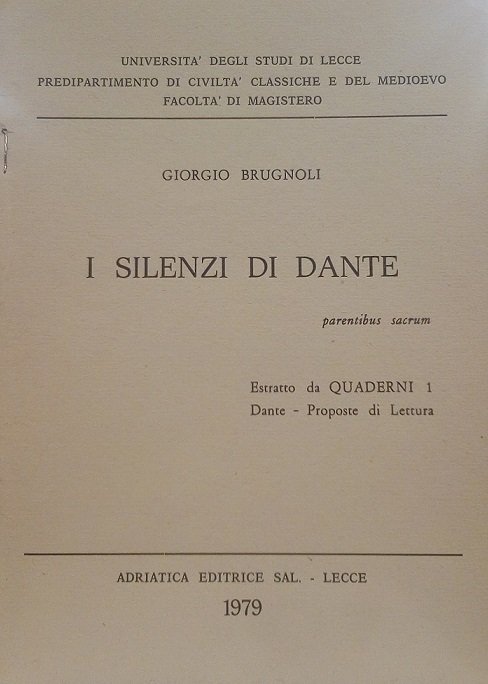 UNIVERSITA' DEGLI STUDI DI LECCE
PREDIPARTIMENTO DI CIVILTA' CLASSICHE E DEL MEDIOEVO
FACOLTA' DI MAGISTERO
GIORGIO BRUGNOLI
I SILENZI DI DANTE
parentibus sacrum
Estratto da QUADERNI 1
Dante - Proposte di Lettura
ADRIATICA EDITRICE SAL. - LECCE
1979